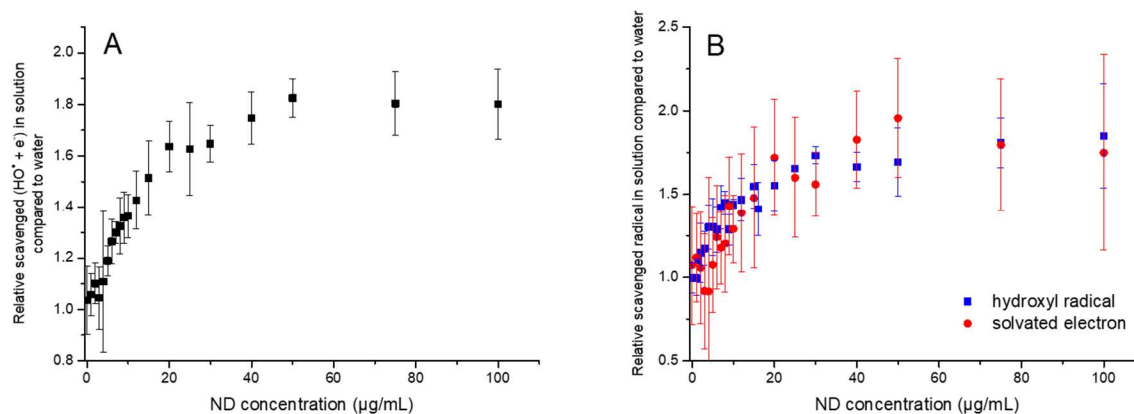 A
Relative scavenged (HO• + e-) in solution
compared to water
2.0
1.8
1.6
1.4
1.2
1.0
0.8
0
20
40
60
80
100
ND concentration (µg/mL)
B
Relative scavenged radical in solution compared to water
2.5
2.0
1.5
1.0
0.5
hydroxyl radical
solvated electron
0
20
40
60
80
100
ND concentration (µg/mL)